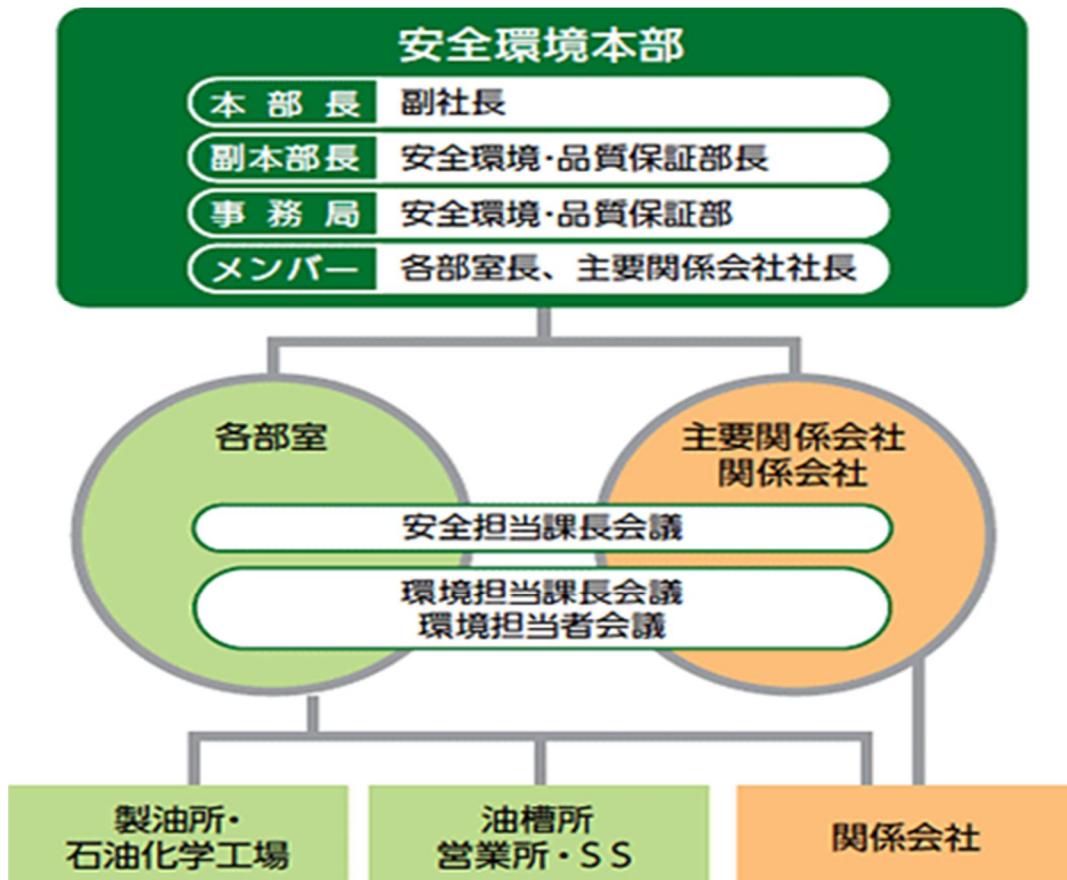 安全環境本部
本部長 副社長
副本部長 安全環境・品質保証部長
事務局 安全環境・品質保証部
メンバー 各部室長、主要関係会社社長
各部室
主要関係会社
関係会社
安全担当課長会議
環境担当課長会議
環境担当者会議
製油所・
石油化学工場
油槽所
営業所・SS
関係会社